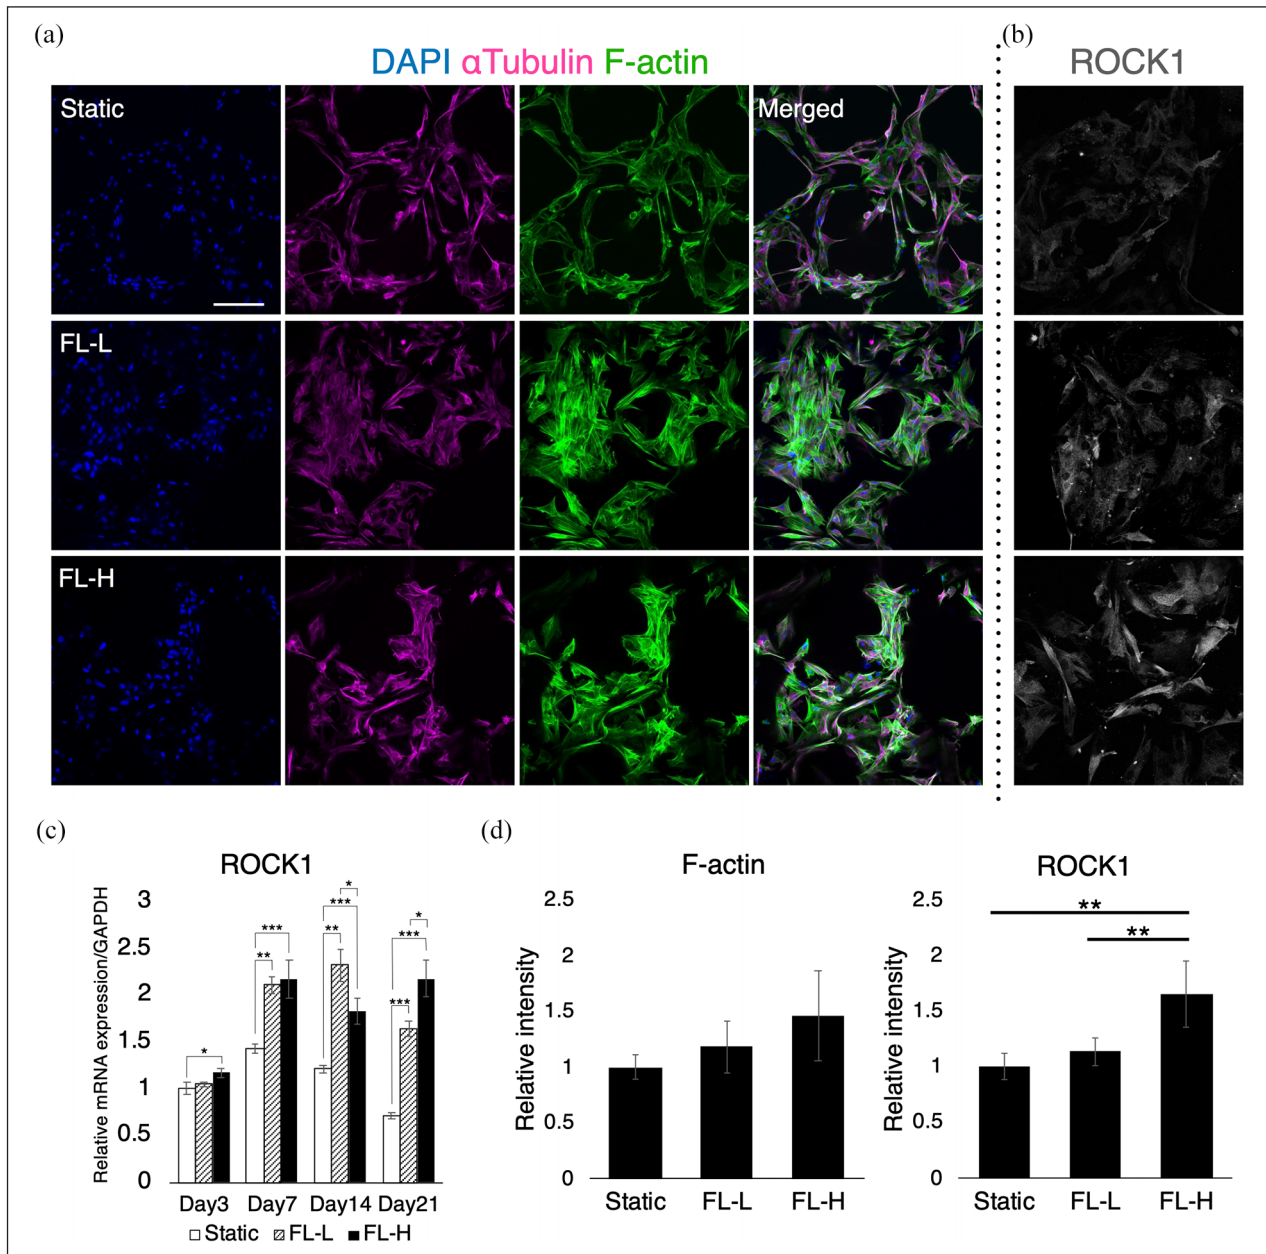 (a)
DAPI αTubulin F-actin
Static
Merged
FL-L
FL-H
(b)
ROCK1
(c)
ROCK1
Relative mRNA expression/GAPDH
3
2.5
2
1.5
1
0.5
0
*
**
***
**
***
*
***
***
*
Day3 Day7 Day14 Day21
Static FL-L FL-H
(d)
F-actin
Relative intensity
2.5
2
1.5
1
0.5
0
Static FL-L FL-H
ROCK1
Relative intensity
2.5
2
1.5
1
0.5
0
**
**
Static FL-L FL-H